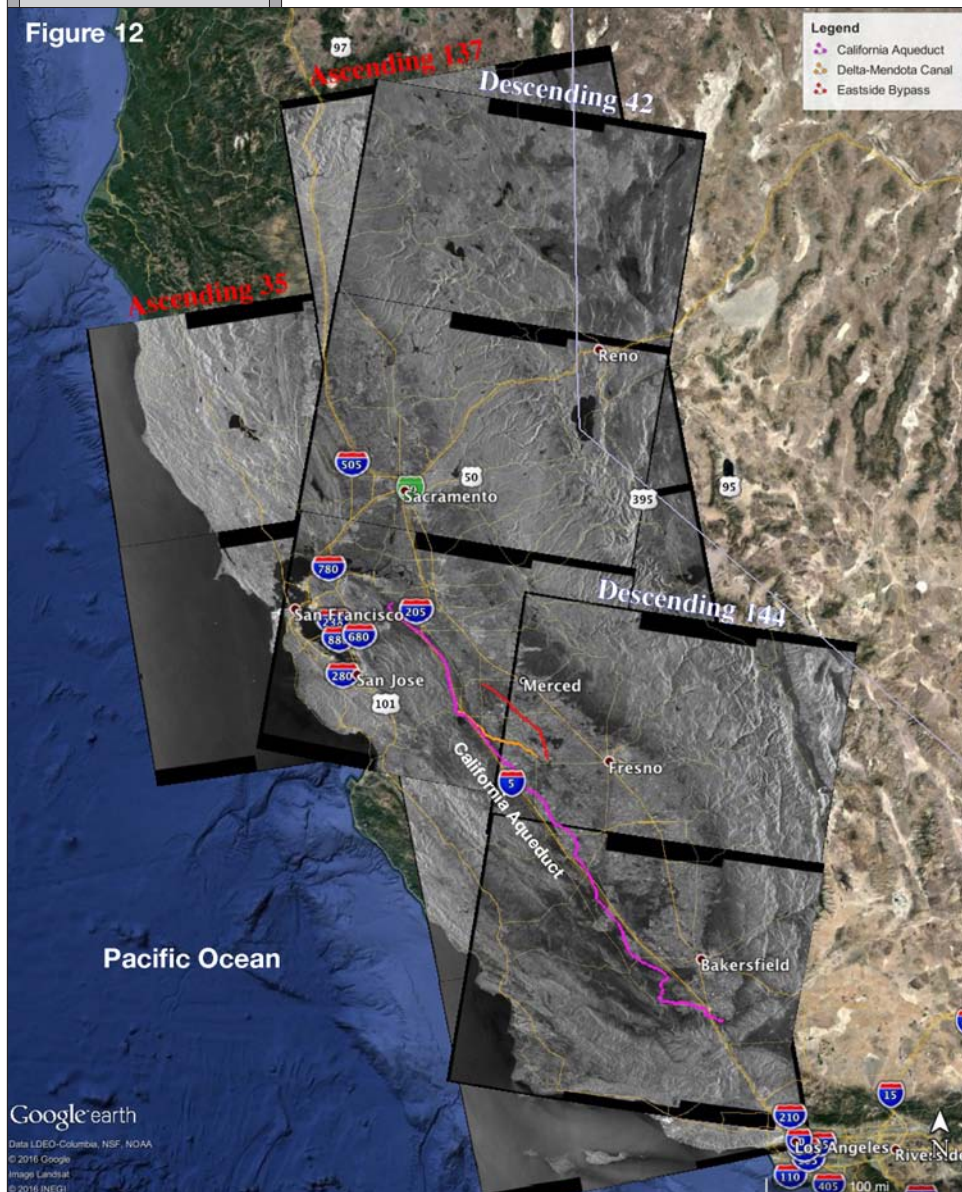 Figure 12
97
Ascending 137
Descending 42
Legend
California Aqueduct
Delta-Mendota Canal
Eastside Bypass
Ascending 35
Reno
505
50
Sacramento
395
95
780
Descending 144
San Francisco
205
680
280
San Jose
101
Merced
California Aqueduct
5
Fresno
Pacific Ocean
Bakersfield
Google earth
Data LDEO-Columbia, NSF, NOAA
© 2016 Google
Image Landsat
© 2016 INEGI
15
210
Los Angeles
110
405
100 mi
N